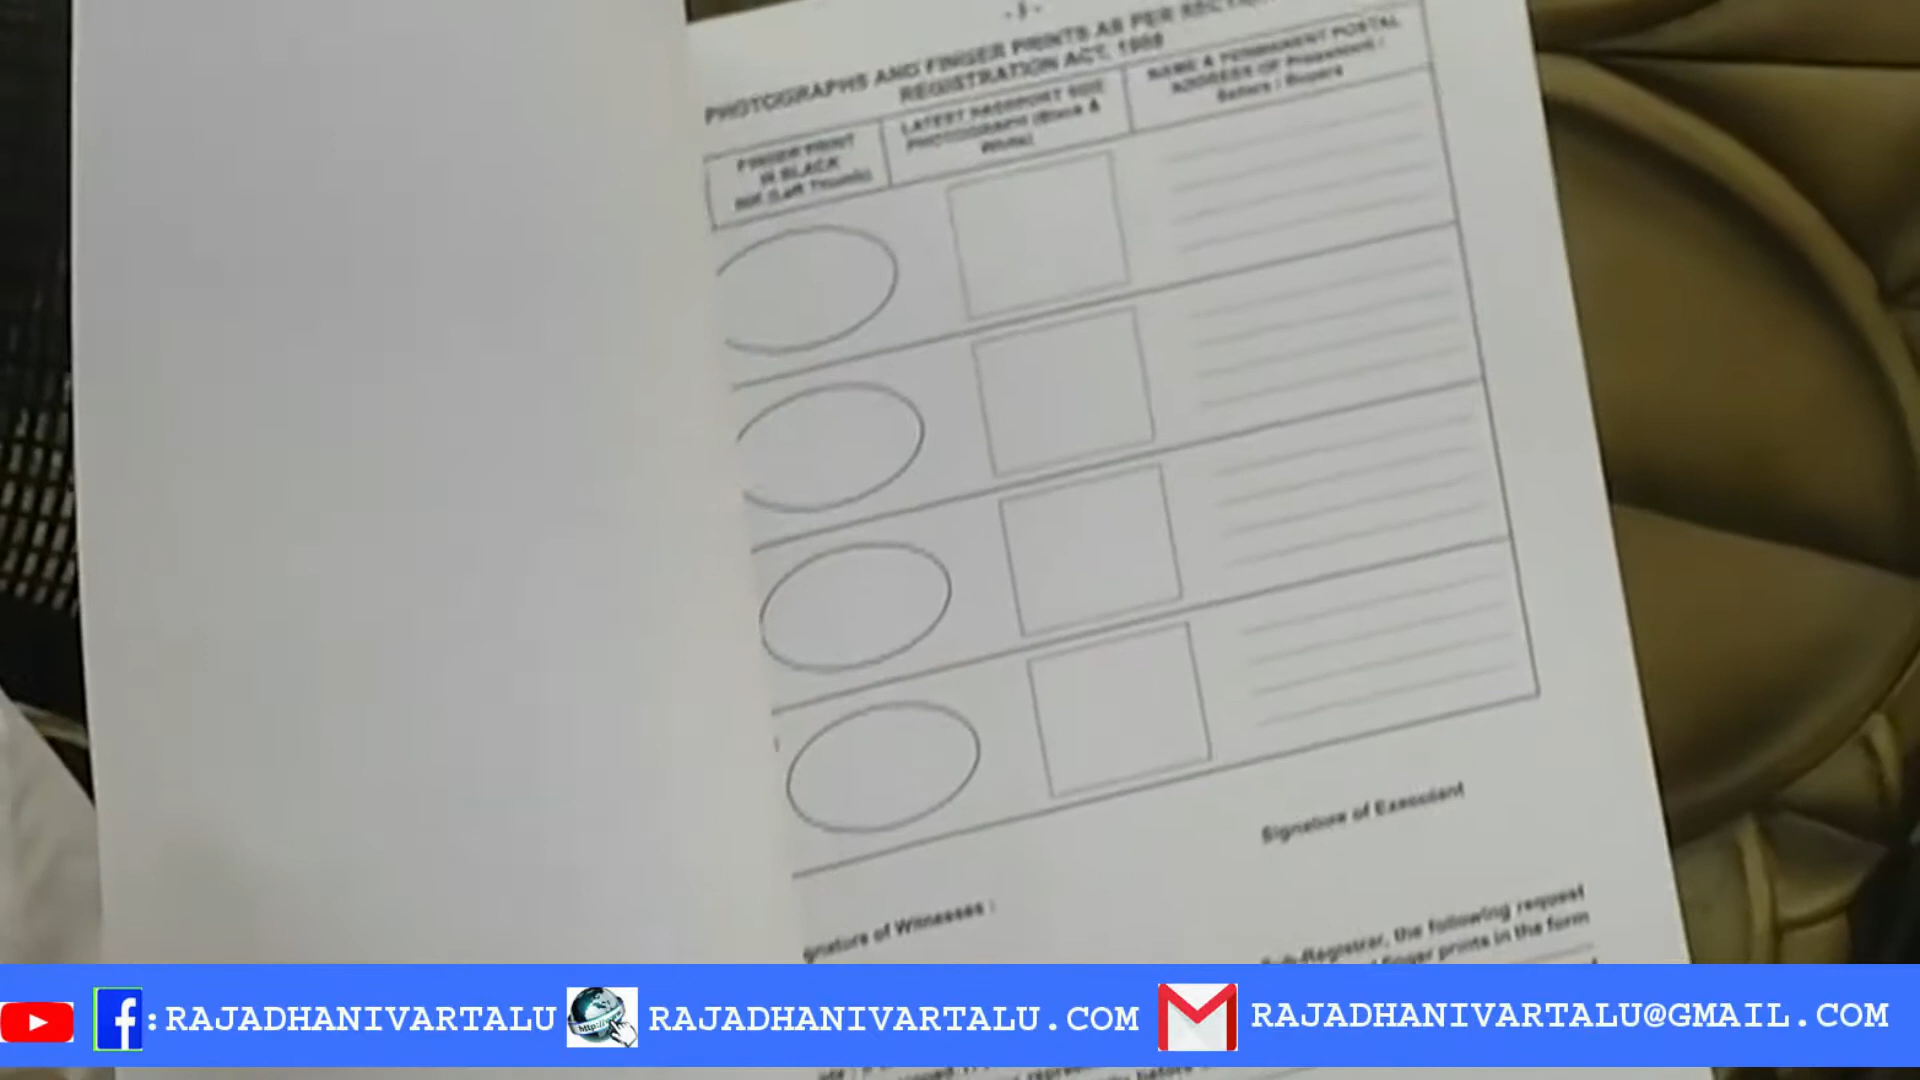 PHOTOGRAPHS AND FINGER PRINTS AS PER SECTION
REGISTRATION ACT, 1908
FINGER PRINT
IN BLACK
(Left Thumb)
LATEST PASSPORT SIZE
PHOTOGRAPH (Black &
White)
NAME & PERMANENT POSTAL
ADDRESS OF Presentant /
Sellers / Buyers
Signature of Executant
gnature of Witnesses :
Sub-Registrar, the following request
finger prints in the form
:RAJADHANIVARTALU
http://
RAJADHANIVARTALU.COM
RAJADHANIVARTALU@GMAIL.COM